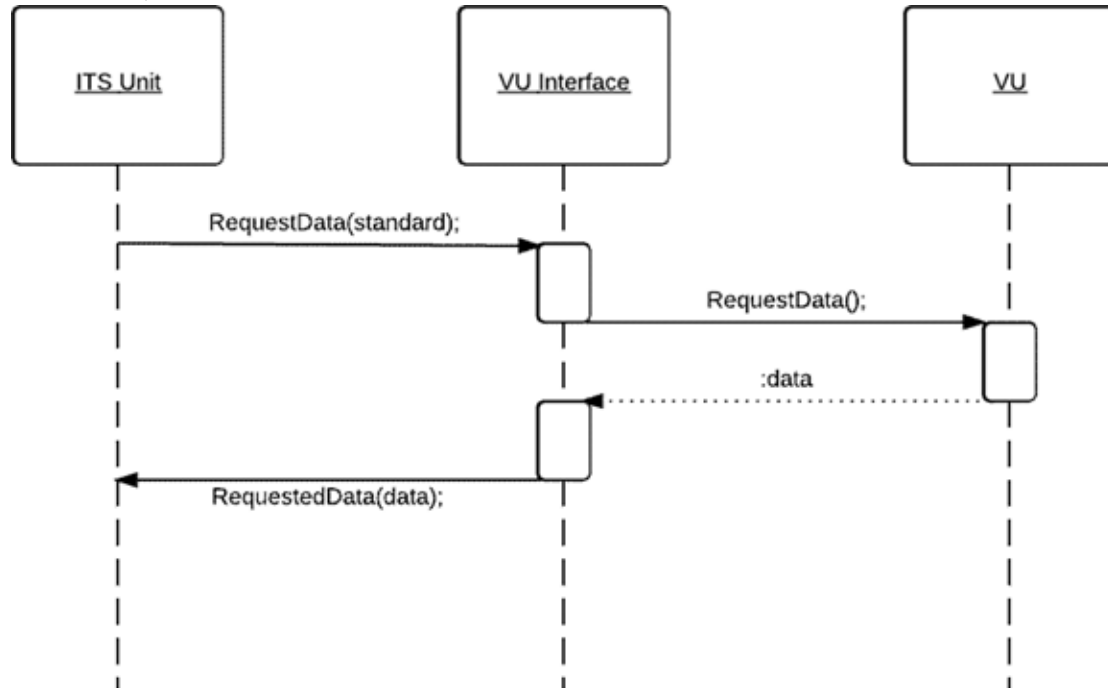 ITS Unit
VU Interface
VU
RequestData(standard);
RequestData();
:data
RequestedData(data);